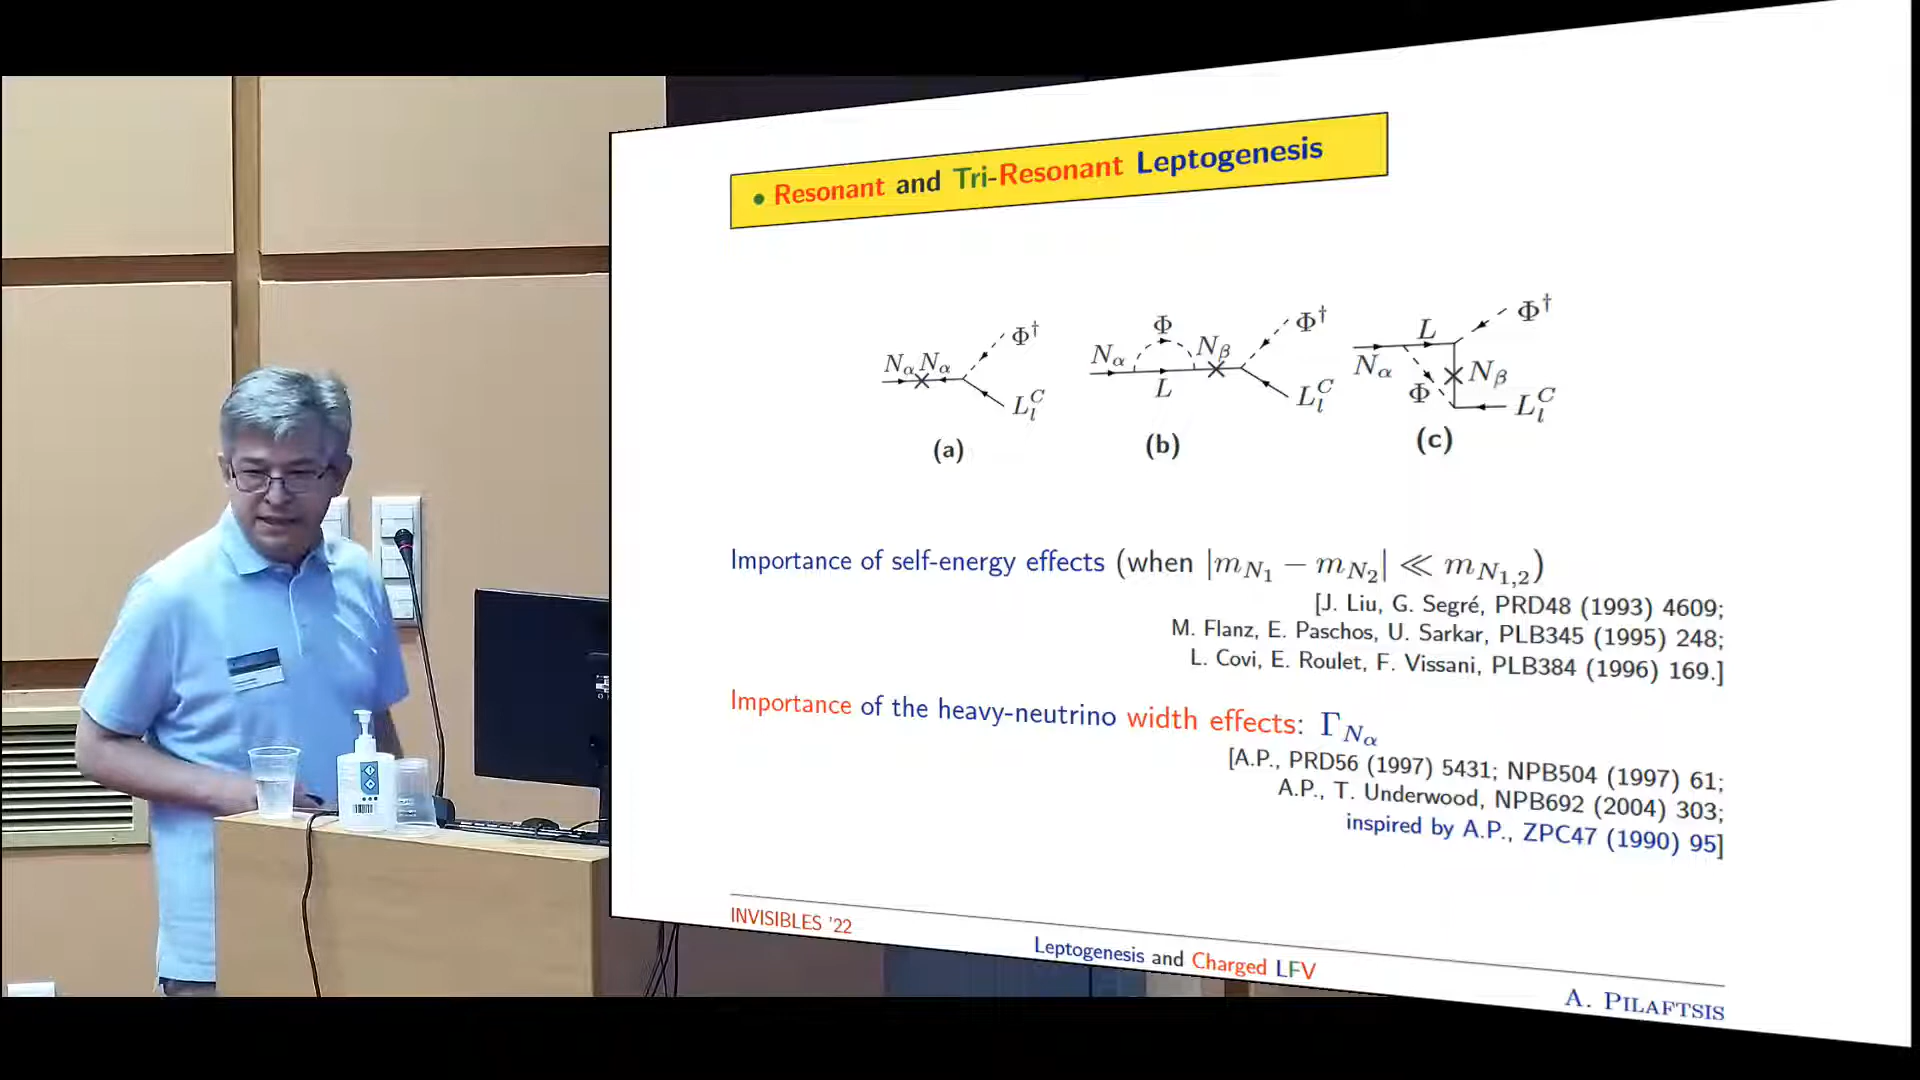 • Resonant and Tri-Resonant Leptogenesis
Nα Nα Φ† L_l^C
(a)
Nα Φ L Nβ Φ† L_l^C
(b)
Nα L Φ Nβ Φ† L_l^C
(c)
Importance of self-energy effects (when |m_{N_1} − m_{N_2}| ≪ m_{N_{1,2}})
[J. Liu, G. Segré, PRD48 (1993) 4609;
M. Flanz, E. Paschos, U. Sarkar, PLB345 (1995) 248;
L. Covi, E. Roulet, F. Vissani, PLB384 (1996) 169.]
Importance of the heavy-neutrino width effects: Γ_{N_α}
[A.P., PRD56 (1997) 5431; NPB504 (1997) 61;
A.P., T. Underwood, NPB692 (2004) 303;
inspired by A.P., ZPC47 (1990) 95]
INVISIBLES '22
Leptogenesis and Charged LFV
A. PILAFTSIS